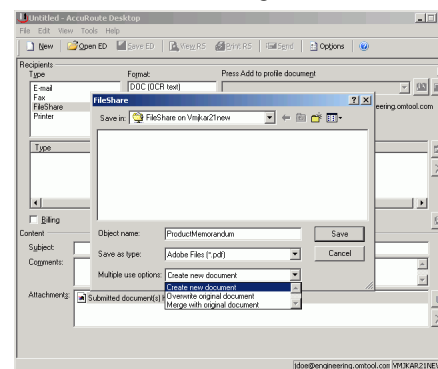 Untitled - AccuRoute Desktop
File Edit View Tools Help
New Open ED Save ED View RS Print RS Send Options
Recipients
Type Format: Press Add to profile document
E-mail
Fax
FileShare
Printer
DOC (OCR text)
eering.omtool.com
FileShare
Save in: FileShare on Vmjkar21new
Type
Billing
Object name: ProductMemorandum Save
Save as type: Adobe Files (*.pdf) Cancel
Multiple use options: Create new document
Create new document
Overwrite original document
Merge with original document
Content
Subject:
Comments:
Attachments: Submitted document(s)
jdoe@engineering.omtool.com VMJKAR21NEW